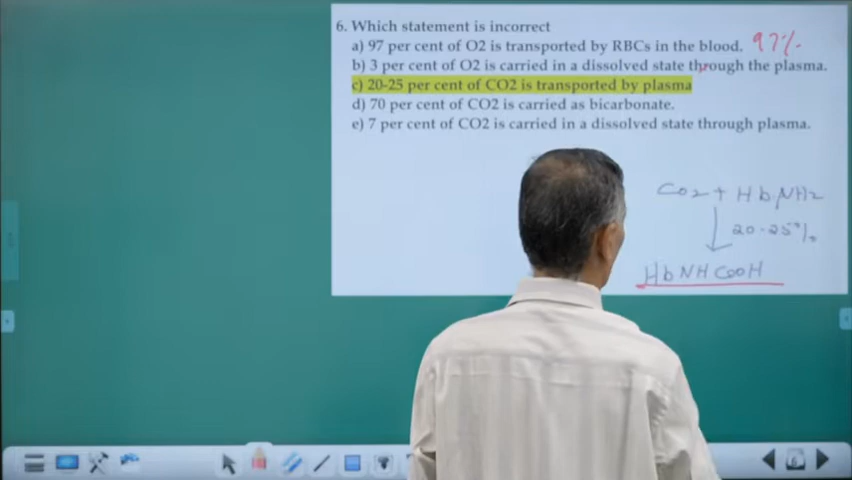 6. Which statement is incorrect
a) 97 per cent of O2 is transported by RBCs in the blood. 97%
b) 3 per cent of O2 is carried in a dissolved state through the plasma.
c) 20-25 per cent of CO2 is transported by plasma
d) 70 per cent of CO2 is carried as bicarbonate.
e) 7 per cent of CO2 is carried in a dissolved state through plasma.
CO2 + Hb.NH2
20-25%
HbNHCOOH
6